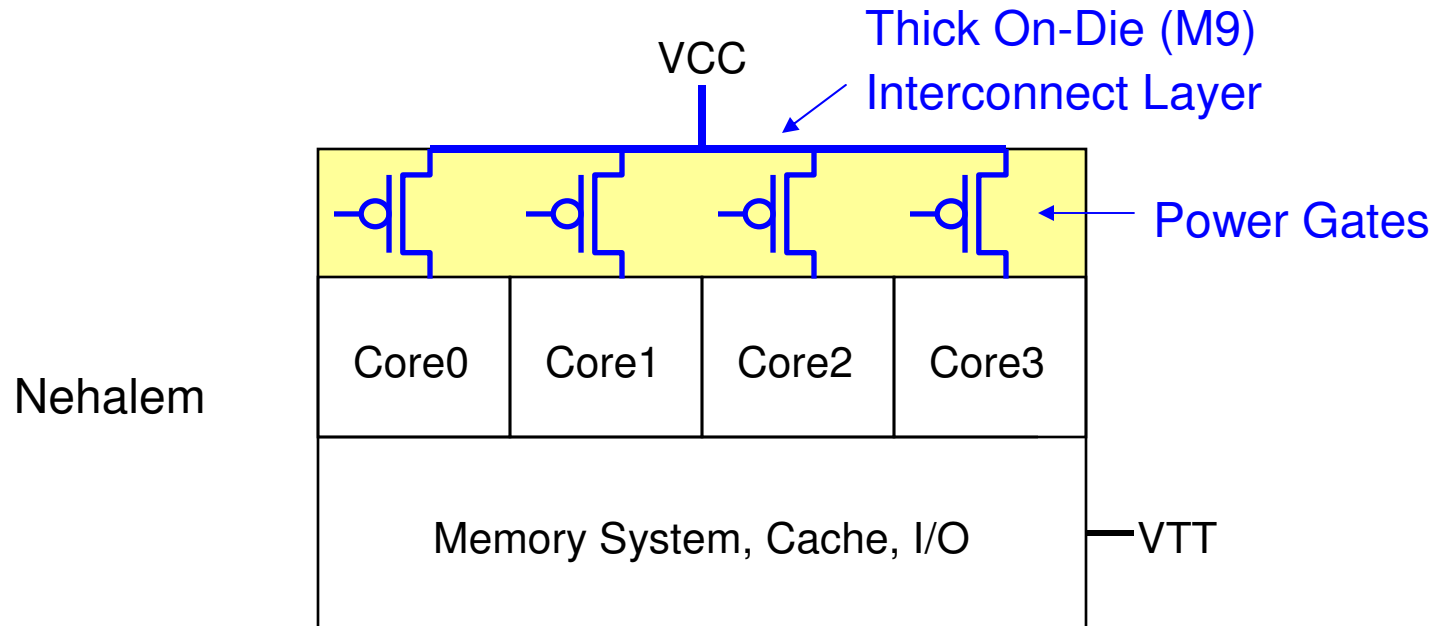 Thick On-Die (M9)
VCC
Interconnect Layer
Power Gates
Core0
Core1
Core2
Core3
Nehalem
Memory System, Cache, I/O
VTT